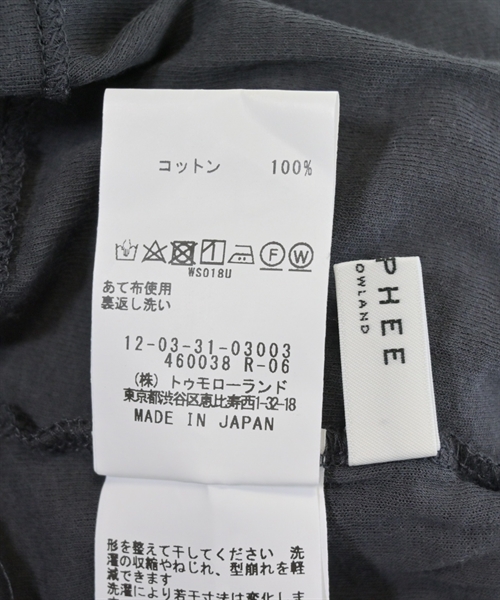 コットン 100%
F W
WS018U
あて布使用
裏返し洗い
12-03-31-03003
460038 R-06
(株) トゥモローランド
東京都渋谷区恵比寿西1-32-18
MADE IN JAPAN
PHEE
OWLAND
形を整えて干してください 洗
濯の収縮やねじれ、型崩れを軽
減できます
洗濯により若干寸法は変化しま